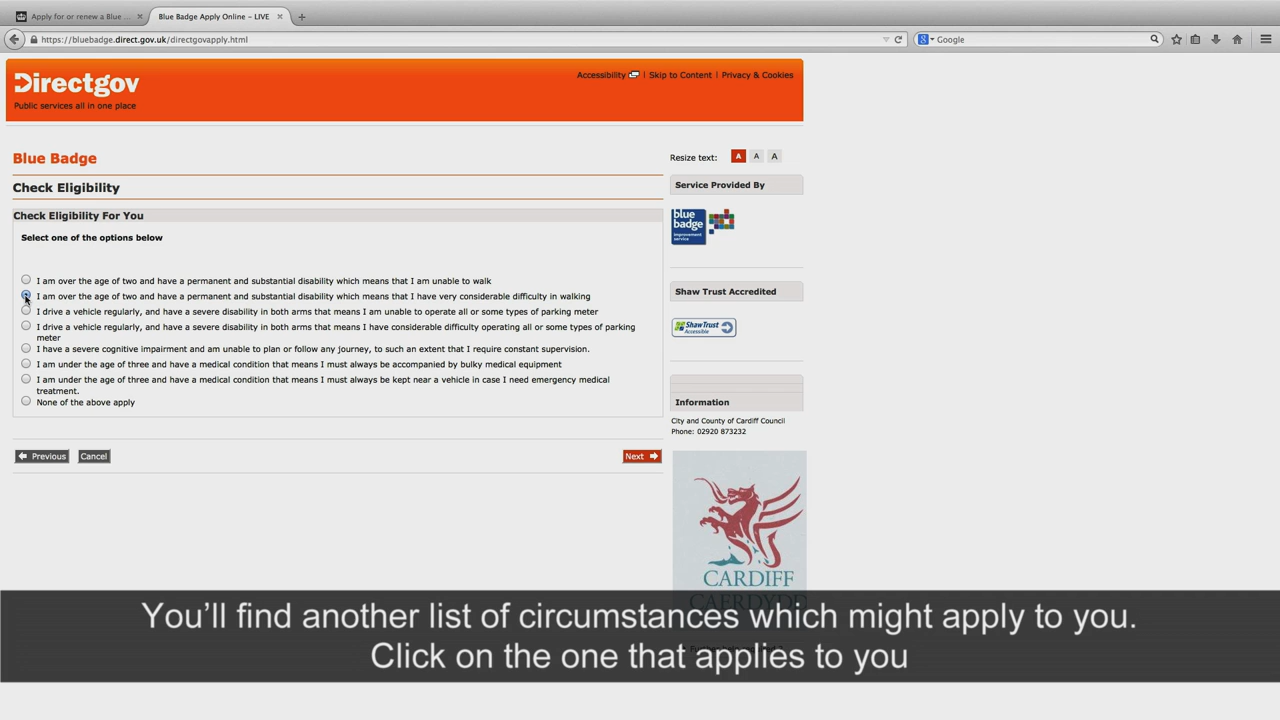 Apply for or renew a Blue ...
Blue Badge Apply Online – LIVE
https://bluebadge.direct.gov.uk/directgovapply.html
Google
Directgov
Public services all in one place
Accessibility | Skip to Content | Privacy & Cookies
Blue Badge
Resize text: A A A
Check Eligibility
Check Eligibility For You
Select one of the options below
I am over the age of two and have a permanent and substantial disability which means that I am unable to walk
I am over the age of two and have a permanent and substantial disability which means that I have very considerable difficulty in walking
I drive a vehicle regularly, and have a severe disability in both arms that means I am unable to operate all or some types of parking meter
I drive a vehicle regularly, and have a severe disability in both arms that means I have considerable difficulty operating all or some types of parking
meter
I have a severe cognitive impairment and am unable to plan or follow any journey, to such an extent that I require constant supervision.
I am under the age of three and have a medical condition that means I must always be accompanied by bulky medical equipment
I am under the age of three and have a medical condition that means I must always be kept near a vehicle in case I need emergency medical
treatment.
None of the above apply
Previous
Cancel
Next
Service Provided By
blue
badge
improvement
service
Shaw Trust Accredited
ShawTrust
Accessible
Information
City and County of Cardiff Council
Phone: 02920 873232
CARDIFF
CAERDYDD
You'll find another list of circumstances which might apply to you.
Click on the one that applies to you